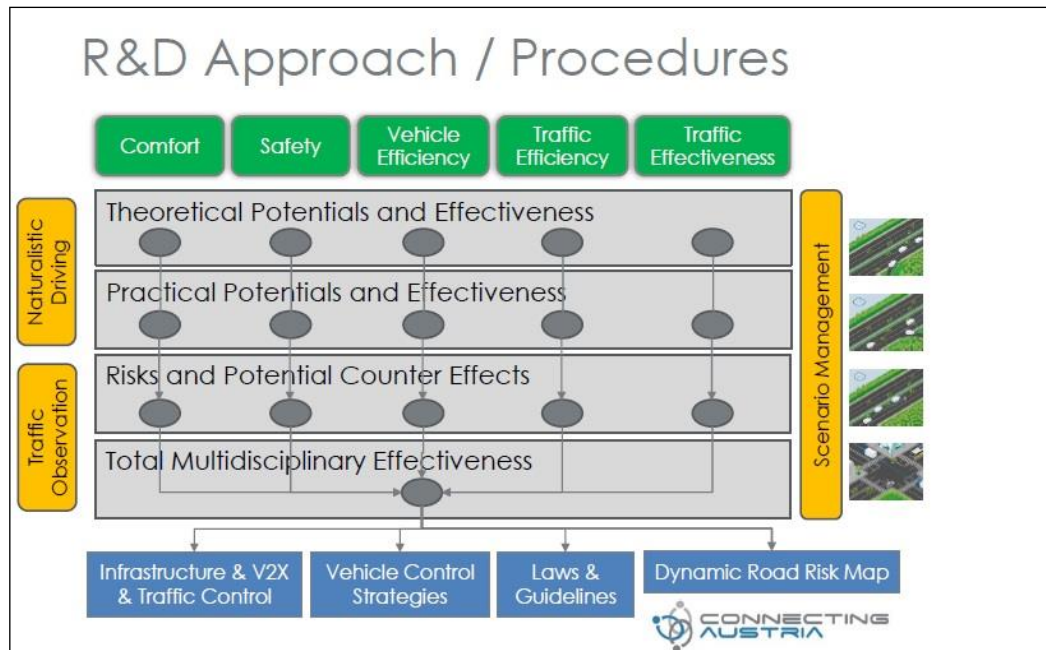 R&D Approach / Procedures
Comfort
Safety
Vehicle
Efficiency
Traffic
Efficiency
Traffic
Effectiveness
Naturalistic
Driving
Traffic
Observation
Theoretical Potentials and Effectiveness
Practical Potentials and Effectiveness
Risks and Potential Counter Effects
Total Multidisciplinary Effectiveness
Scenario Management
Infrastructure & V2X
& Traffic Control
Vehicle Control
Strategies
Laws &
Guidelines
Dynamic Road Risk Map
CONNECTING
AUSTRIA